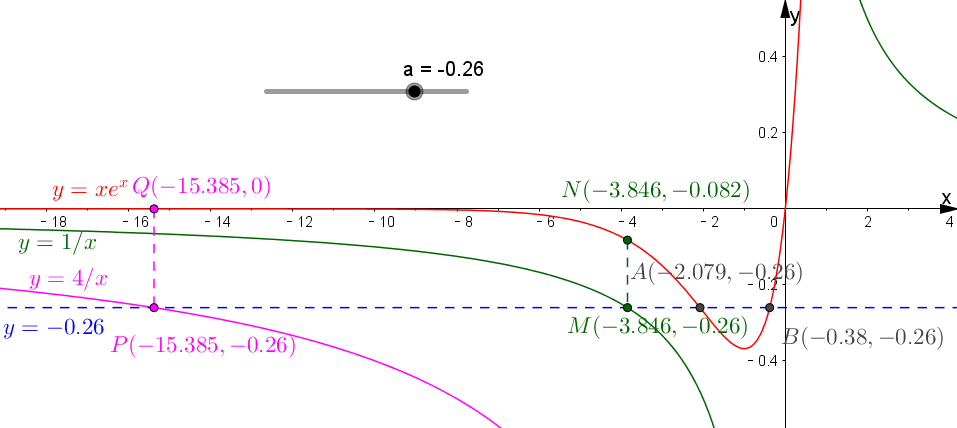 y
0.4
a = -0.26
0.2
y = xe^x
Q(−15.385, 0)
N(−3.846, −0.082)
x
-18
-16
-14
-12
-10
-8
-6
-4
-2
0
2
4
y = 1/x
y = 4/x
A(−2.079, −0.26)
-0.2
y = −0.26
M(−3.846, −0.26)
P(−15.385, −0.26)
B(−0.38, −0.26)
-0.4